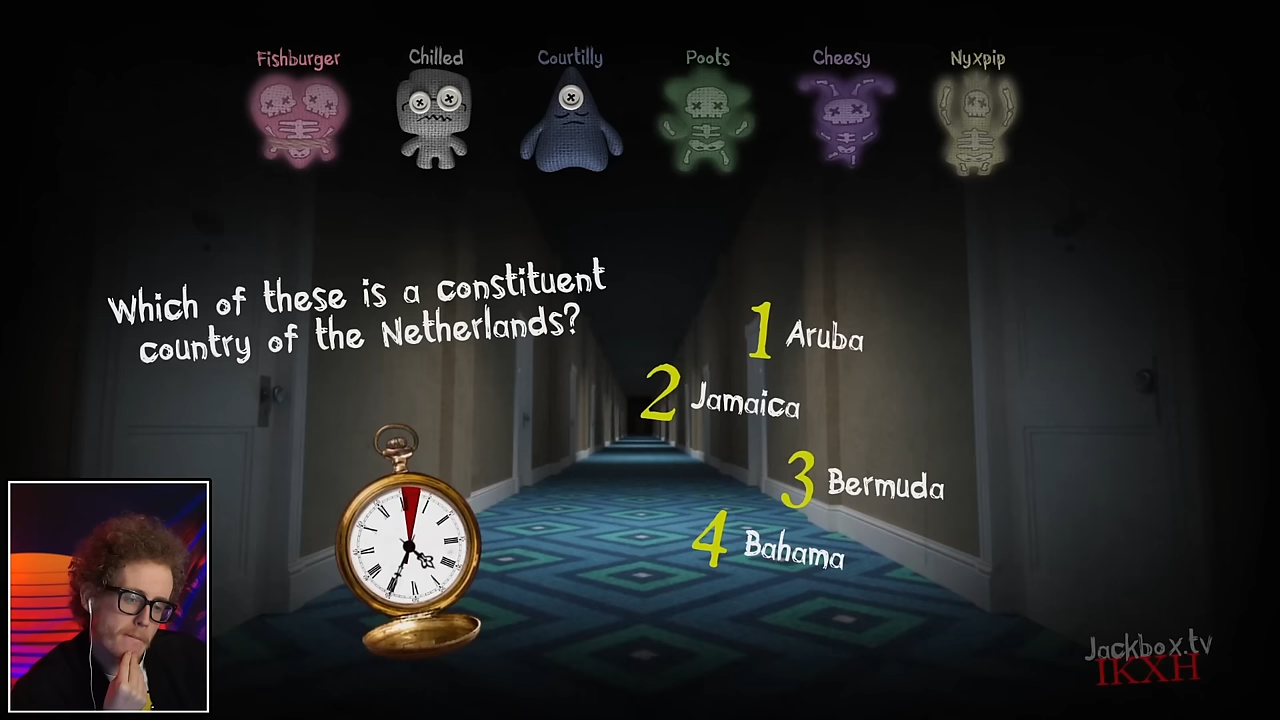 Fishburger Chilled Courtilly Poots Cheesy Nyxpip
Which of these is a constituent
country of the Netherlands?
1 Aruba
2 Jamaica
3 Bermuda
4 Bahama
Jackbox.tv
IKXH